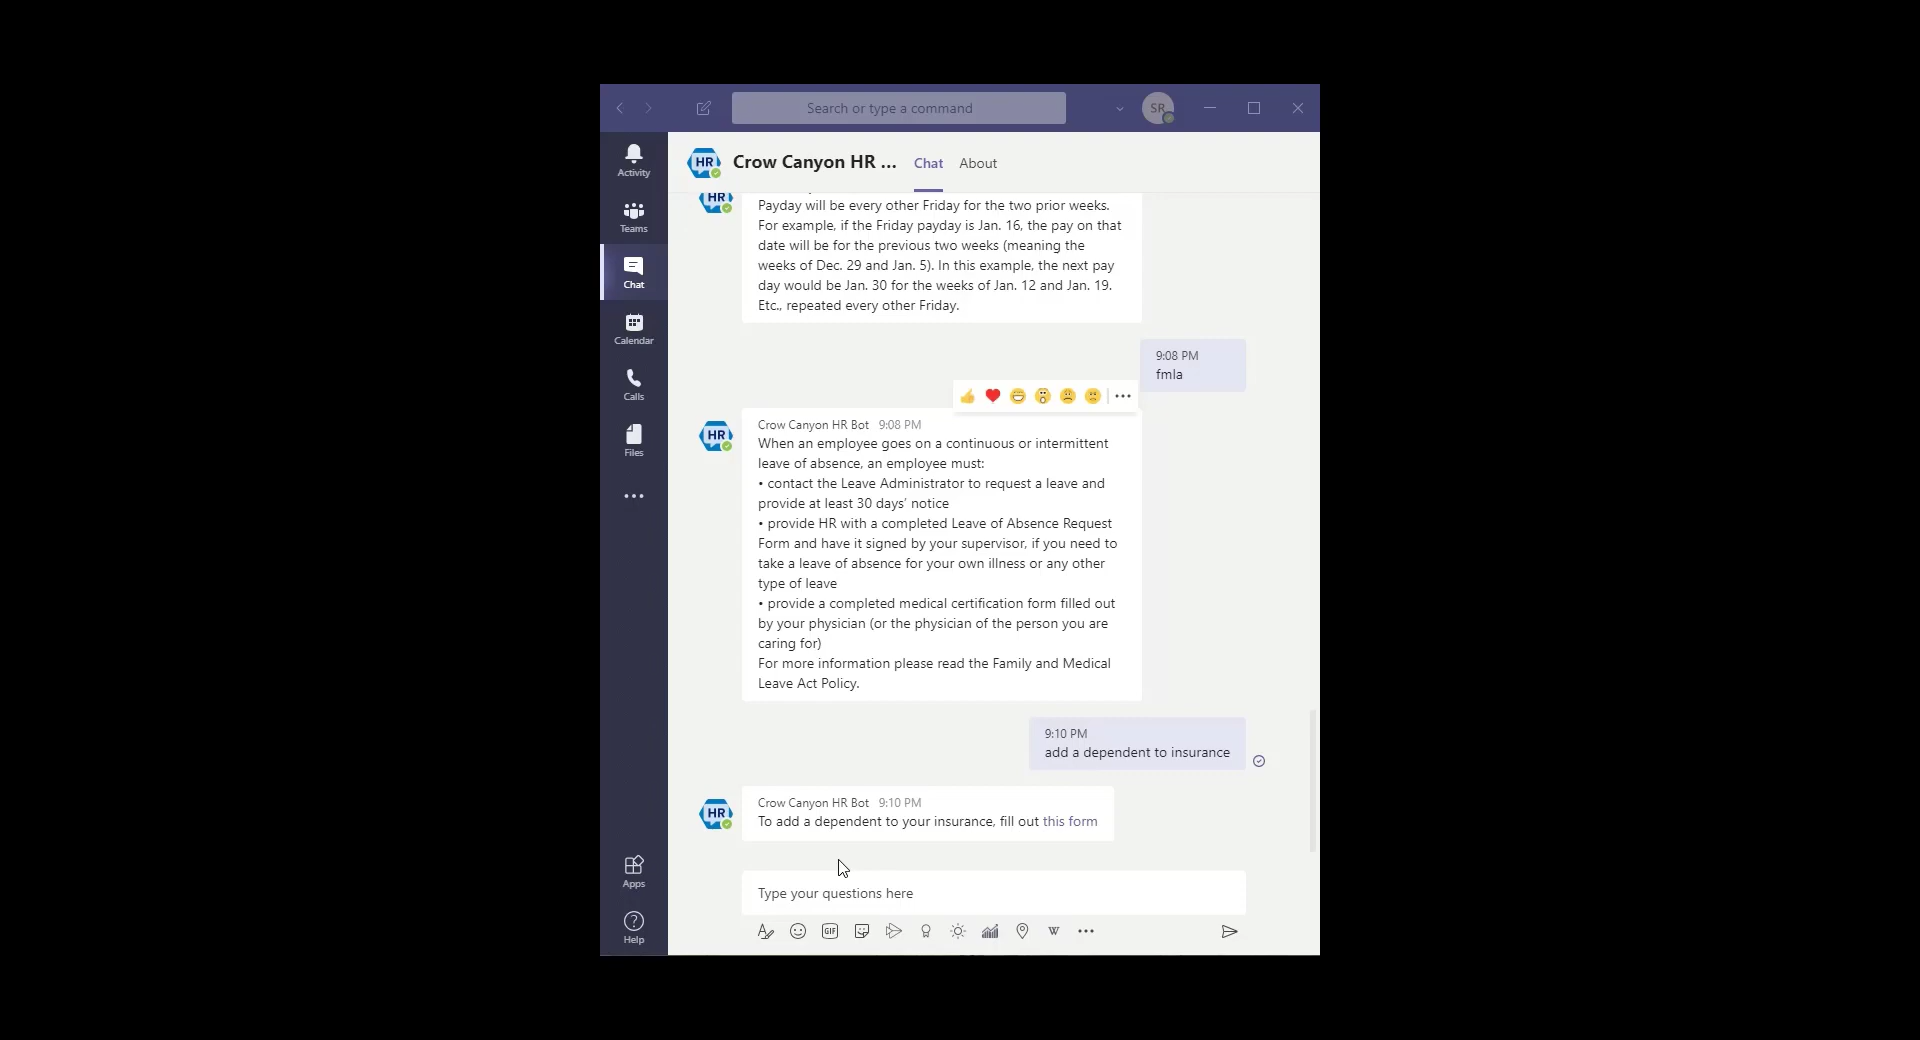 Search or type a command
SR
Activity
Teams
Chat
Calendar
Calls
Files
Apps
Help
HR
Crow Canyon HR ...
Chat
About
HR
Payday will be every other Friday for the two prior weeks.
For example, if the Friday payday is Jan. 16, the pay on that
date will be for the previous two weeks (meaning the
weeks of Dec. 29 and Jan. 5). In this example, the next pay
day would be Jan. 30 for the weeks of Jan. 12 and Jan. 19.
Etc., repeated every other Friday.
9:08 PM
fmla
HR
Crow Canyon HR Bot 9:08 PM
When an employee goes on a continuous or intermittent
leave of absence, an employee must:
• contact the Leave Administrator to request a leave and
provide at least 30 days’ notice
• provide HR with a completed Leave of Absence Request
Form and have it signed by your supervisor, if you need to
take a leave of absence for your own illness or any other
type of leave
• provide a completed medical certification form filled out
by your physician (or the physician of the person you are
caring for)
For more information please read the Family and Medical
Leave Act Policy.
9:10 PM
add a dependent to insurance
HR
Crow Canyon HR Bot 9:10 PM
To add a dependent to your insurance, fill out this form
Type your questions here
GIF
W